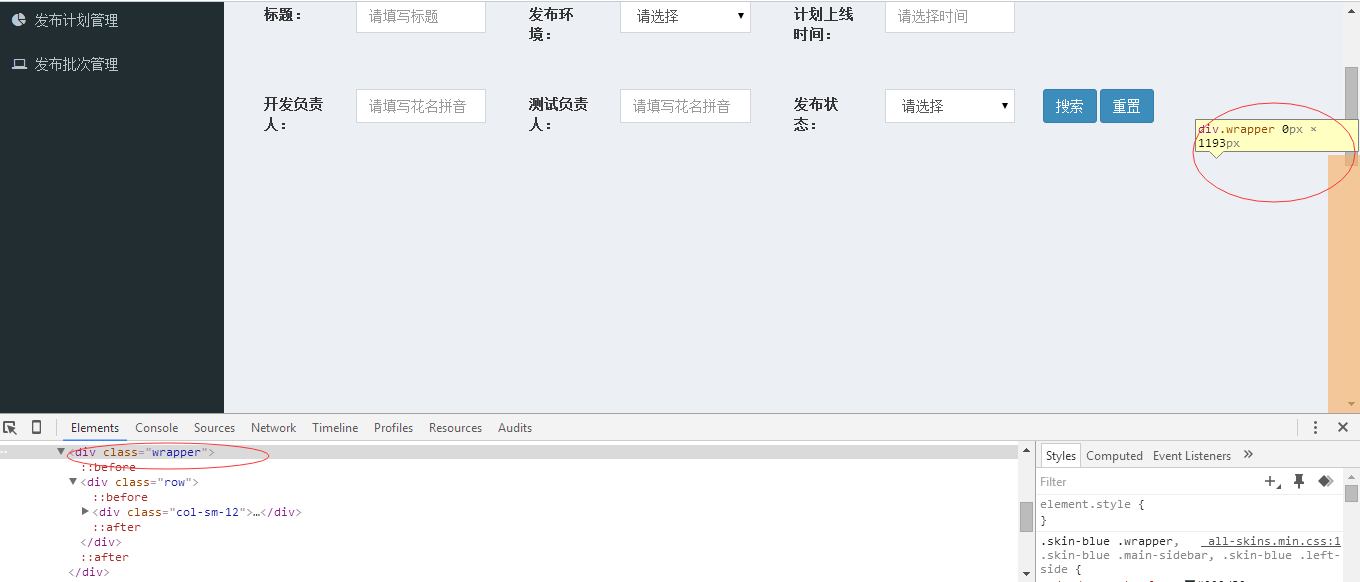 发布计划管理
发布批次管理
标题：
请填写标题
发布环境：
请选择
计划上线时间：
请选择时间
开发负责人：
请填写花名拼音
测试负责人：
请填写花名拼音
发布状态：
请选择
搜索
重置
div.wrapper 0px ×
1193px
Elements Console Sources Network Timeline Profiles Resources Audits
<div class="wrapper">
::before
<div class="row">
::before
<div class="col-sm-12">…</div>
::after
</div>
::after
</div>
Styles Computed Event Listeners »
Filter
element.style {
}
.skin-blue .wrapper, all-skins.min.css:1
.skin-blue .main-sidebar, .skin-blue .left-
side {